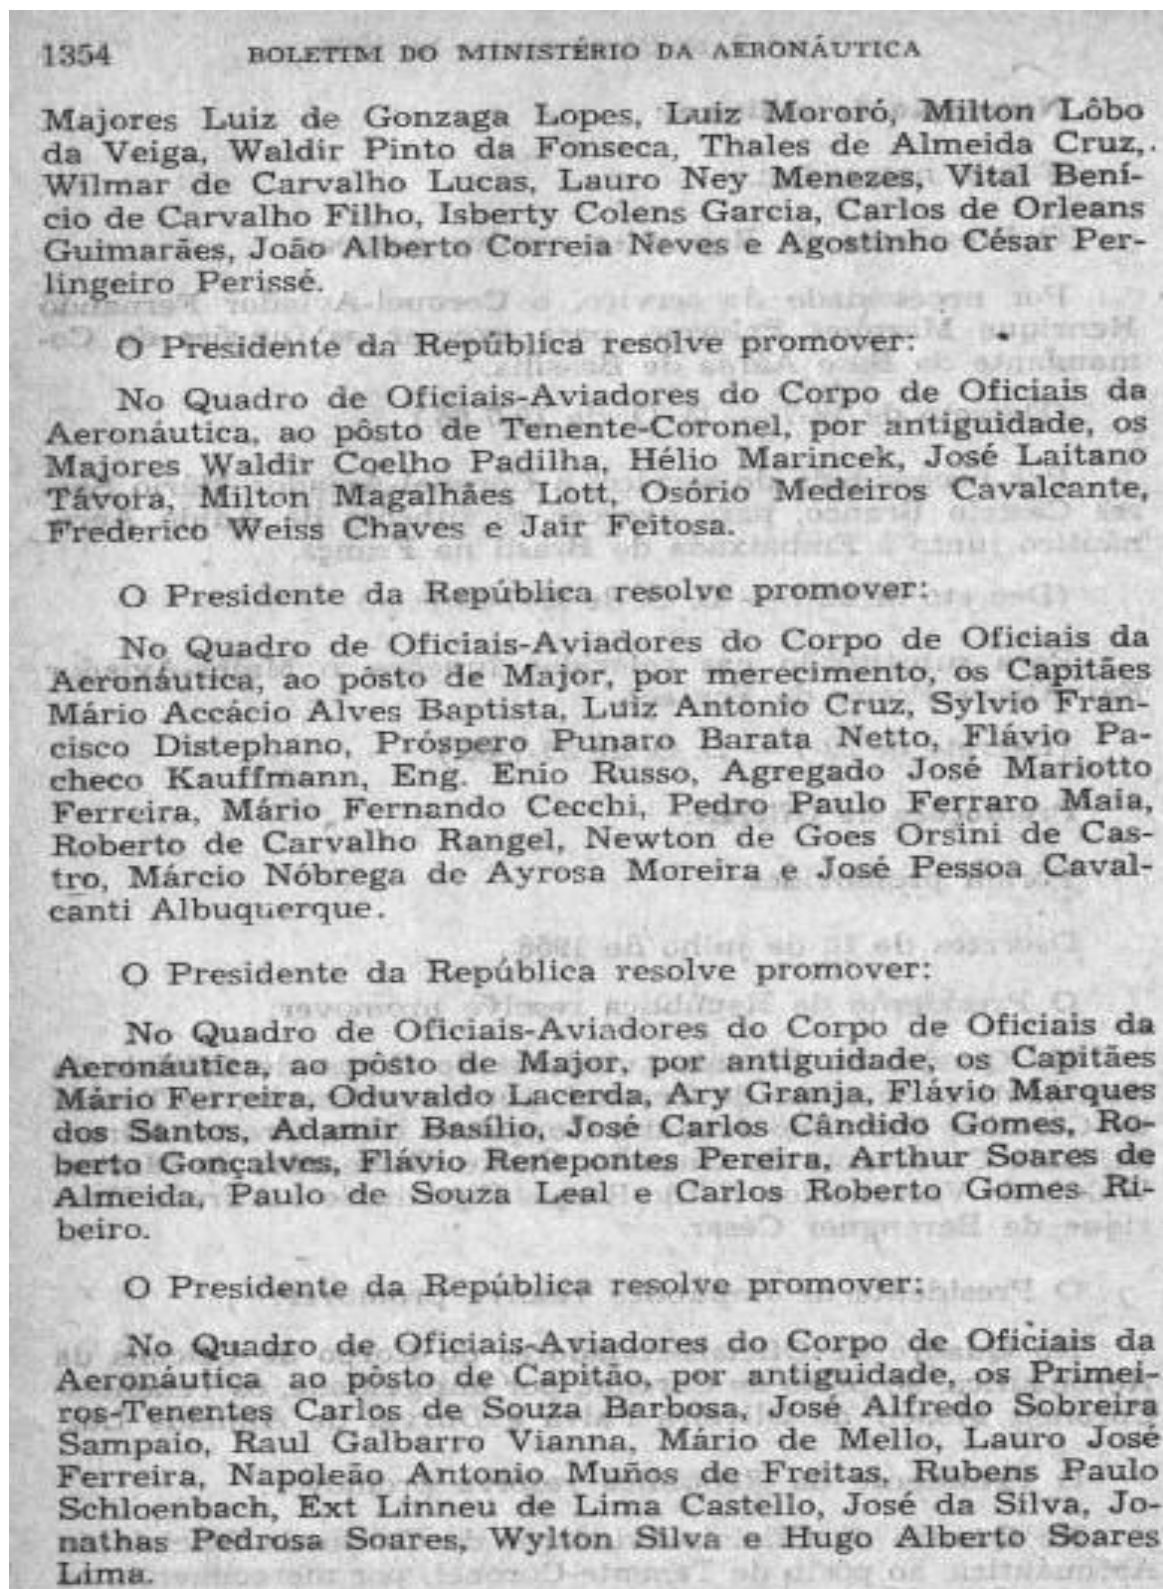 1354 BOLETIM DO MINISTÉRIO DA AERONÁUTICA
Majores Luiz de Gonzaga Lopes, Luiz Mororó, Milton Lôbo
da Veiga, Waldir Pinto da Fonseca, Thales de Almeida Cruz,
Wilmar de Carvalho Lucas, Lauro Ney Menezes, Vital Bení-
cio de Carvalho Filho, Isberty Colens Garcia, Carlos de Orleans
Guimarães, João Alberto Correia Neves e Agostinho César Per-
lingeiro Perissé.
O Presidente da República resolve promover:
No Quadro de Oficiais-Aviadores do Corpo de Oficiais da
Aeronáutica, ao pôsto de Tenente-Coronel, por antiguidade, os
Majores Waldir Coelho Padilha, Hélio Marincek, José Laitano
Távora, Milton Magalhães Lott, Osório Medeiros Cavalcante,
Frederico Weiss Chaves e Jair Feitosa.
O Presidente da República resolve promover:
No Quadro de Oficiais-Aviadores do Corpo de Oficiais da
Aeronáutica, ao pôsto de Major, por merecimento, os Capitães
Mário Accácio Alves Baptista, Luiz Antonio Cruz, Sylvio Fran-
cisco Distephano, Próspero Punaro Barata Netto, Flávio Pa-
checo Kauffmann, Eng. Enio Russo, Agregado José Mariotto
Ferreira, Mário Fernando Cecchi, Pedro Paulo Ferraro Maia,
Roberto de Carvalho Rangel, Newton de Goes Orsini de Cas-
tro, Márcio Nóbrega de Ayrosa Moreira e José Pessoa Caval-
canti Albuquerque.
O Presidente da República resolve promover:
No Quadro de Oficiais-Aviadores do Corpo de Oficiais da
Aeronáutica, ao pôsto de Major, por antiguidade, os Capitães
Mário Ferreira, Oduvaldo Lacerda, Ary Granja, Flávio Marques
dos Santos, Adamir Basílio, José Carlos Cândido Gomes, Ro-
berto Gonçalves, Flávio Renepontes Pereira, Arthur Soares de
Almeida, Paulo de Souza Leal e Carlos Roberto Gomes Ri-
beiro.
O Presidente da República resolve promover:
No Quadro de Oficiais-Aviadores do Corpo de Oficiais da
Aeronáutica ao pôsto de Capitão, por antiguidade, os Primei-
ros-Tenentes Carlos de Souza Barbosa, José Alfredo Sobreira
Sampaio, Raul Galbarro Vianna, Mário de Mello, Lauro José
Ferreira, Napoleão Antonio Muños de Freitas, Rubens Paulo
Schloenbach, Ext Linneu de Lima Castello, José da Silva, Jo-
nathas Pedrosa Soares, Wylton Silva e Hugo Alberto Soares
Lima.